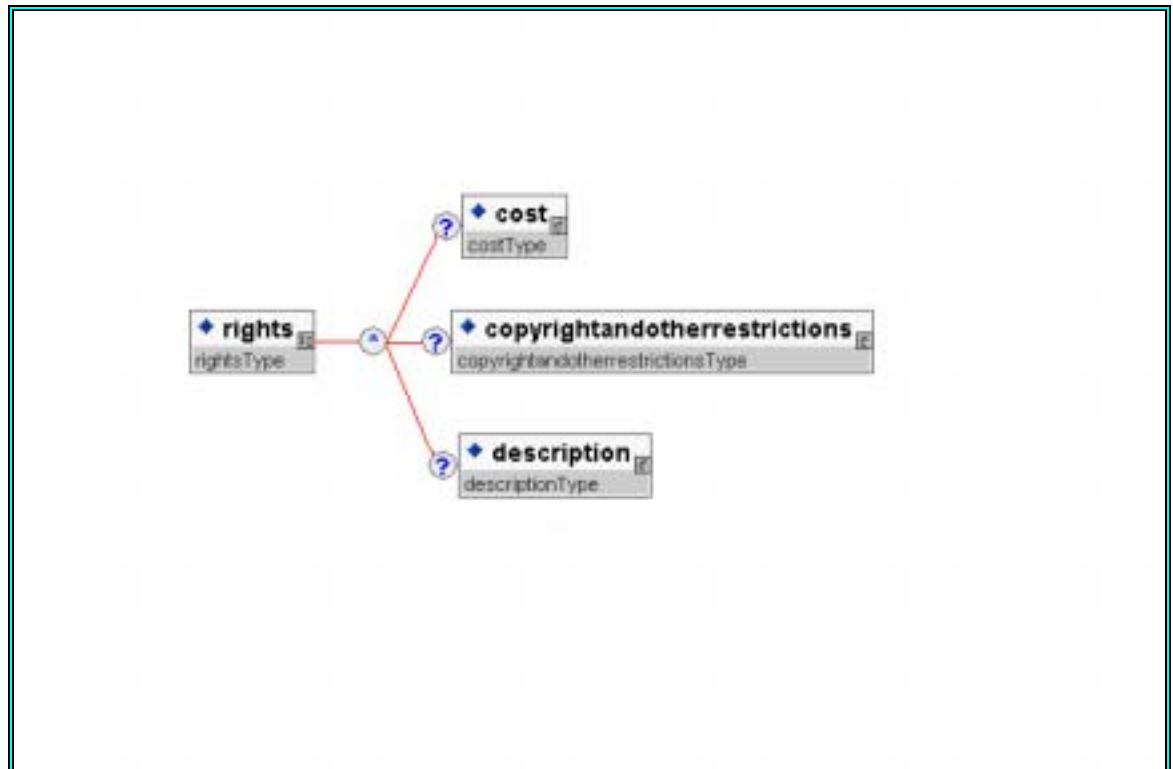 ?
cost
costType
rights
rightsType
?
copyrightandotherrestrictions
copyrightandotherrestrictionsType
?
description
descriptionType